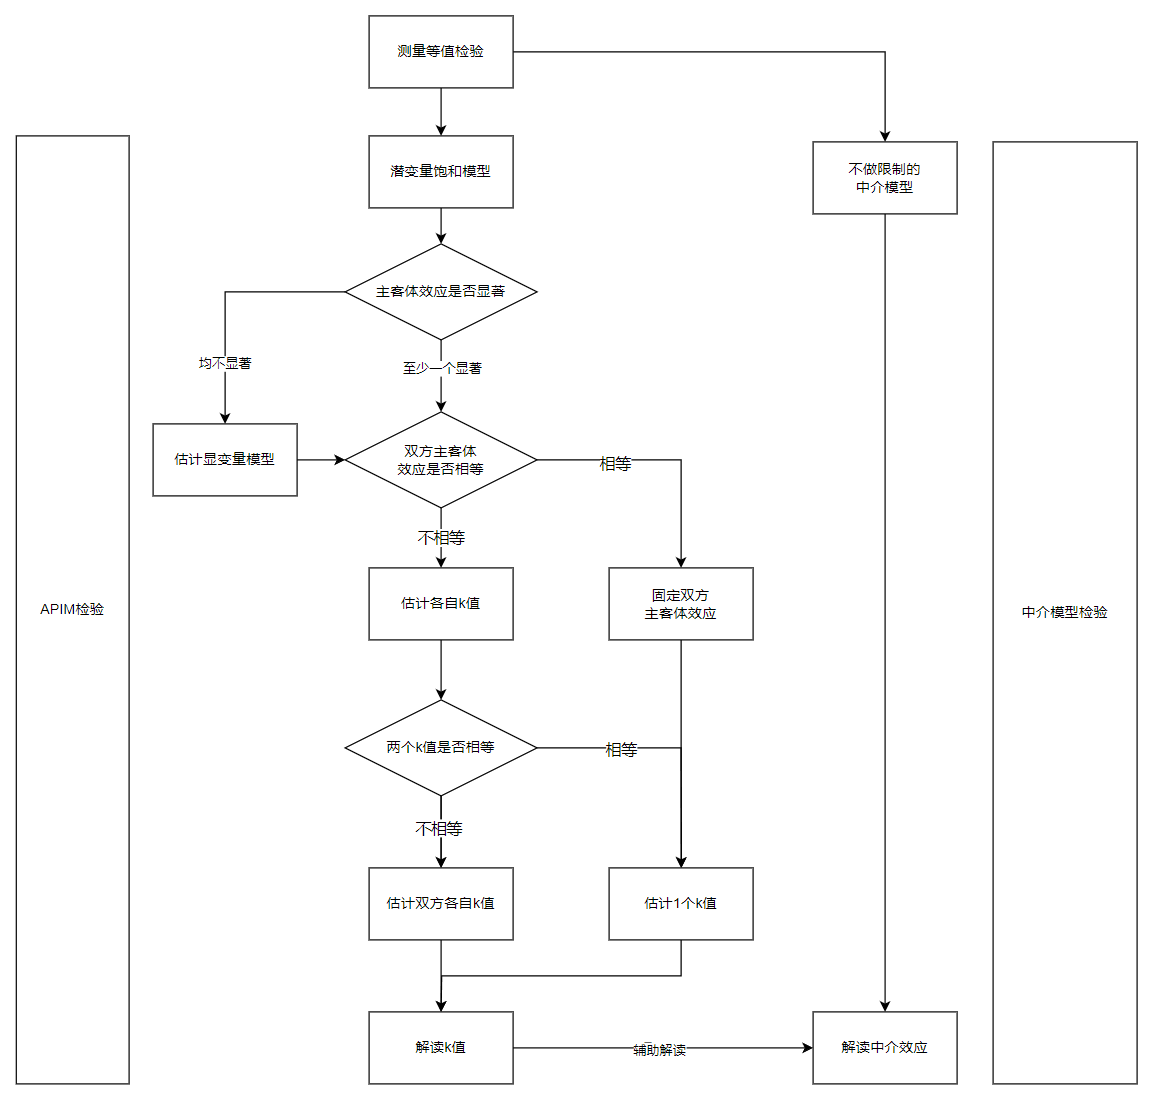 测量等值检验
潜变量饱和模型
不做限制的
中介模型
主客体效应是否显著
均不显著
至少一个显著
估计显变量模型
双方主客体
效应是否相等
相等
不相等
估计各自k值
固定双方
主客体效应
APIM检验
中介模型检验
两个k值是否相等
相等
不相等
估计双方各自k值
估计1个k值
解读k值
辅助解读
解读中介效应